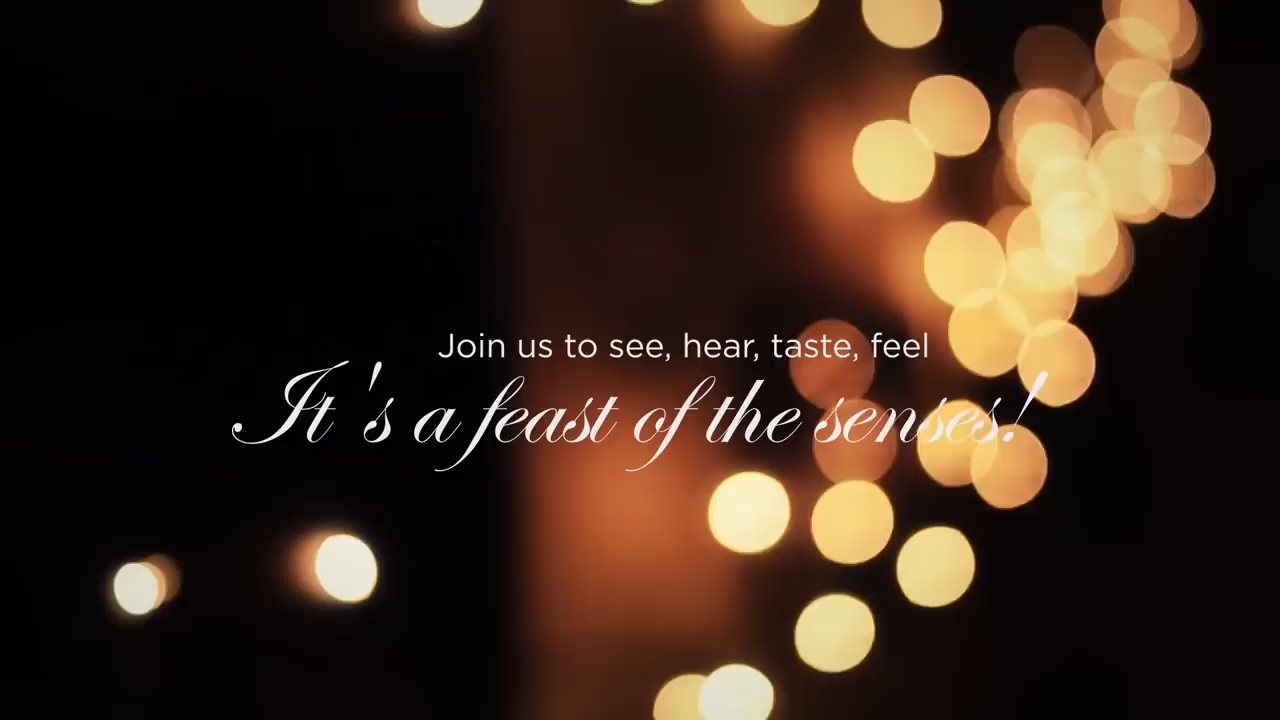 Join us to see, hear, taste, feel
It's a feast of the senses!